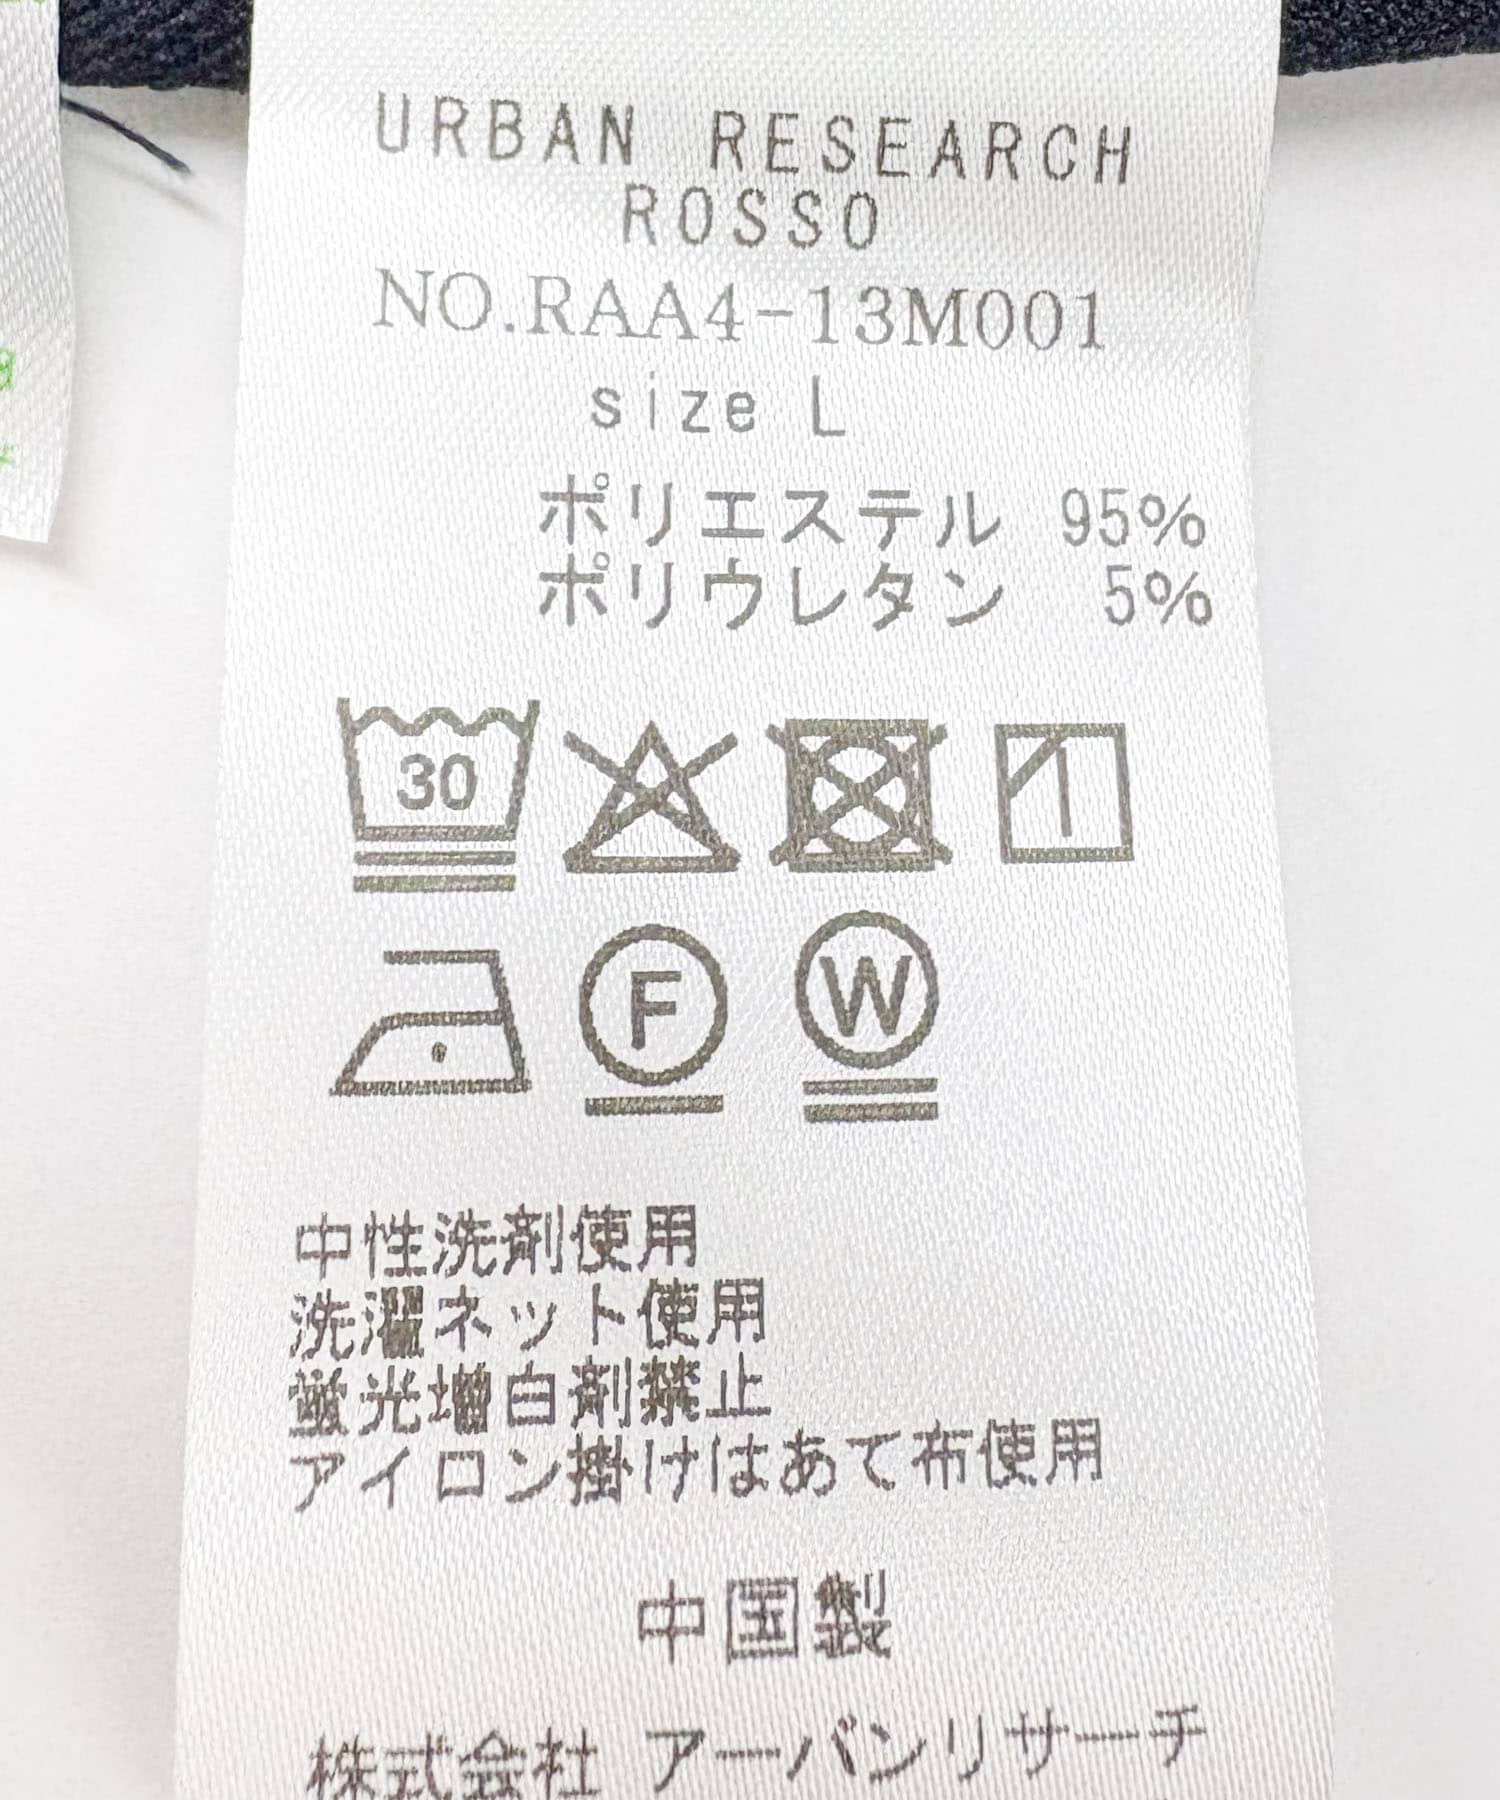 URBAN RESEARCH
ROSSO
NO.RAA4-13M001
size L
ポリエステル 95%
ポリウレタン 5%
30
F
W
中性洗剤使用
洗濯ネット使用
蛍光増白剤禁止
アイロン掛けはあて布使用
中国製
株式会社 アーバンリサーチ